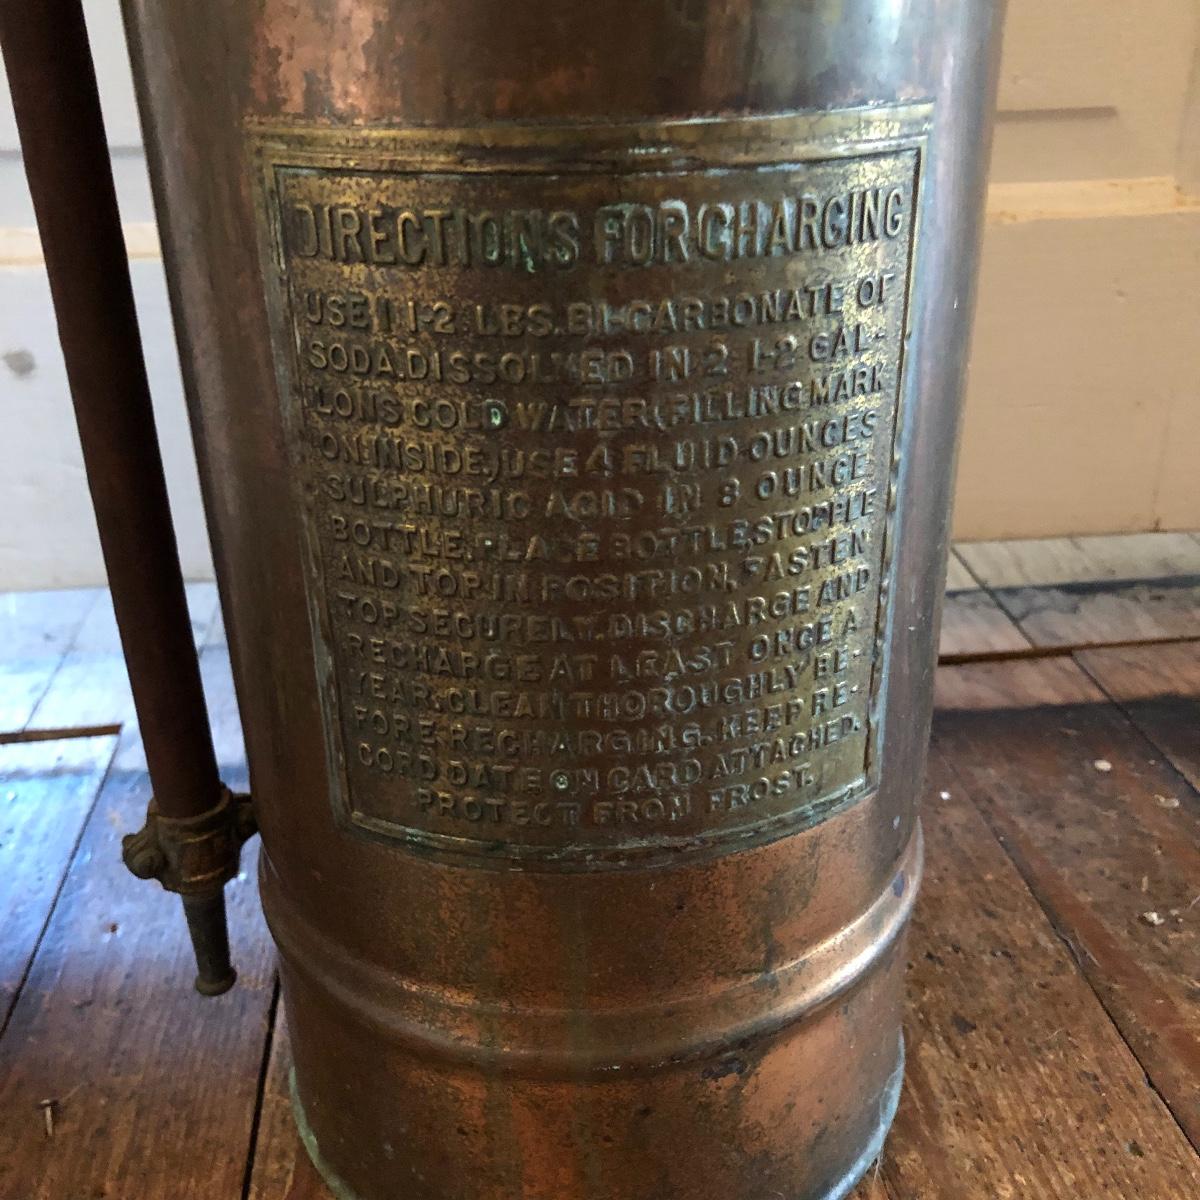 DIRECTIONS FOR CHARGING
USE 1 1-2 LBS. BI-CARBONATE OF
SODA. DISSOLVED IN 2 1-2 GAL-
LONS COLD WATER (FILLING MARK
ON INSIDE,) USE 4 FLUID OUNCES
SULPHURIC ACID IN 8 OUNCE
BOTTLE. PLACE BOTTLE, STOPPLE
AND TOP IN POSITION, FASTEN
TOP SECURELY. DISCHARGE AND
RECHARGE AT LEAST ONCE A
YEAR. CLEAN THOROUGHLY BE-
FORE RECHARGING. KEEP RE-
CORD DATE ON CARD ATTACHED.
PROTECT FROM FROST.